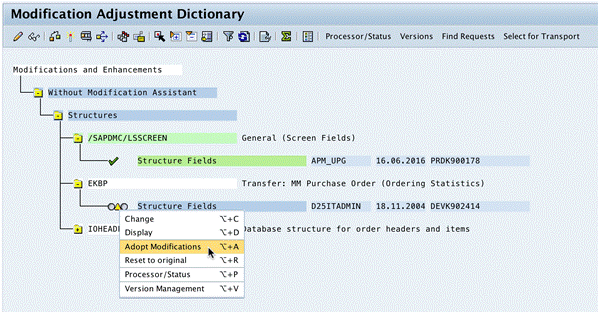 Modification Adjustment Dictionary
Processor/Status Versions Find Requests Select for Transport
Modifications and Enhancements
Without Modification Assistant
Structures
/SAPDMC/LSSCREEN General (Screen Fields)
Structure Fields APM_UPG 16.06.2016 PRDK900178
EKBP Transfer: MM Purchase Order (Ordering Statistics)
Structure Fields D25ITADMIN 18.11.2004 DEVK902414
IOHEADE atabase structure for order headers and items
Change ⌥+C
Display ⌥+D
Adopt Modifications ⌥+A
Reset to original ⌥+R
Processor/Status ⌥+P
Version Management ⌥+V